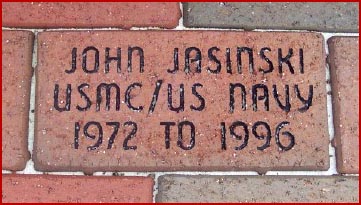 JOHN JASINSKI
USMC/US NAVY
1972 TO 1996